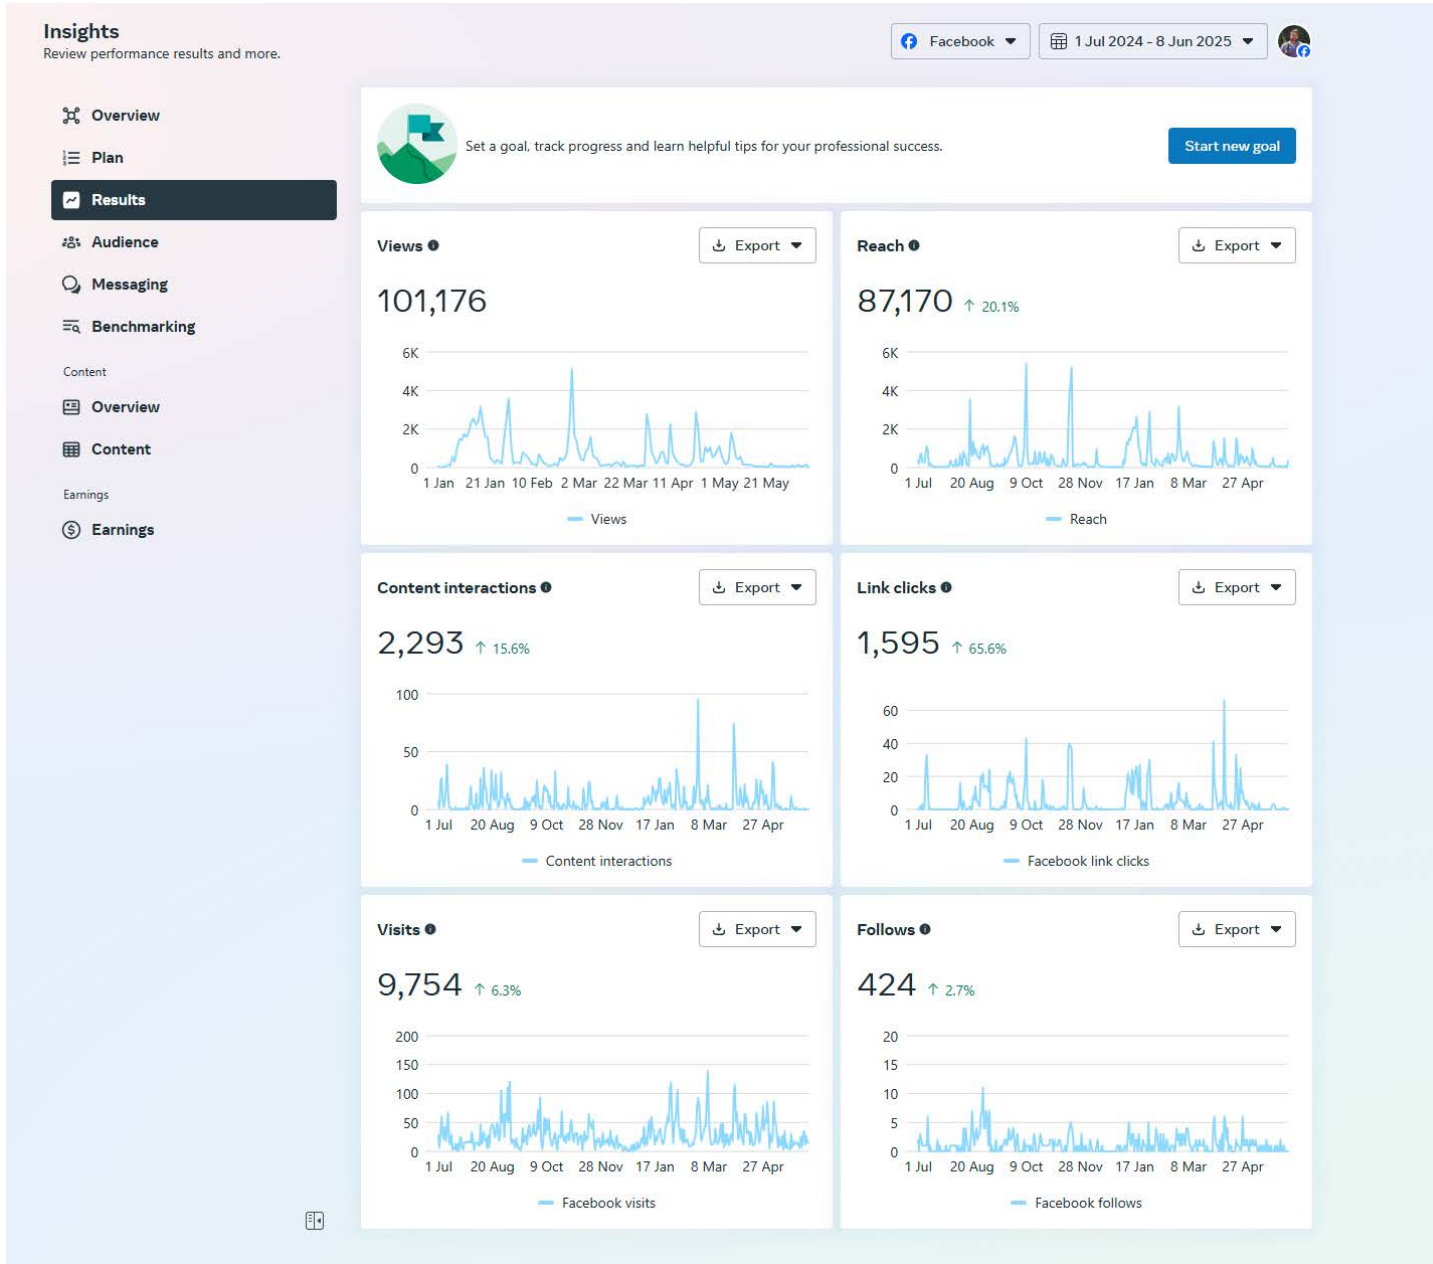 Insights
Review performance results and more.
Facebook
1 Jul 2024 - 8 Jun 2025
Overview
Plan
Results
Audience
Messaging
Benchmarking
Content
Overview
Content
Earnings
Earnings
Set a goal, track progress and learn helpful tips for your professional success.
Start new goal
Views
Export
101,176
6K
4K
2K
0
1 Jan 21 Jan 10 Feb 2 Mar 22 Mar 11 Apr 1 May 21 May
Views
Reach
Export
87,170 ↑ 20.1%
6K
4K
2K
0
1 Jul 20 Aug 9 Oct 28 Nov 17 Jan 8 Mar 27 Apr
Reach
Content interactions
Export
2,293 ↑ 15.6%
100
50
0
1 Jul 20 Aug 9 Oct 28 Nov 17 Jan 8 Mar 27 Apr
Content interactions
Link clicks
Export
1,595 ↑ 65.6%
60
40
20
0
1 Jul 20 Aug 9 Oct 28 Nov 17 Jan 8 Mar 27 Apr
Facebook link clicks
Visits
Export
9,754 ↑ 6.3%
200
150
100
50
0
1 Jul 20 Aug 9 Oct 28 Nov 17 Jan 8 Mar 27 Apr
Facebook visits
Follows
Export
424 ↑ 2.7%
20
15
10
5
0
1 Jul 20 Aug 9 Oct 28 Nov 17 Jan 8 Mar 27 Apr
Facebook follows